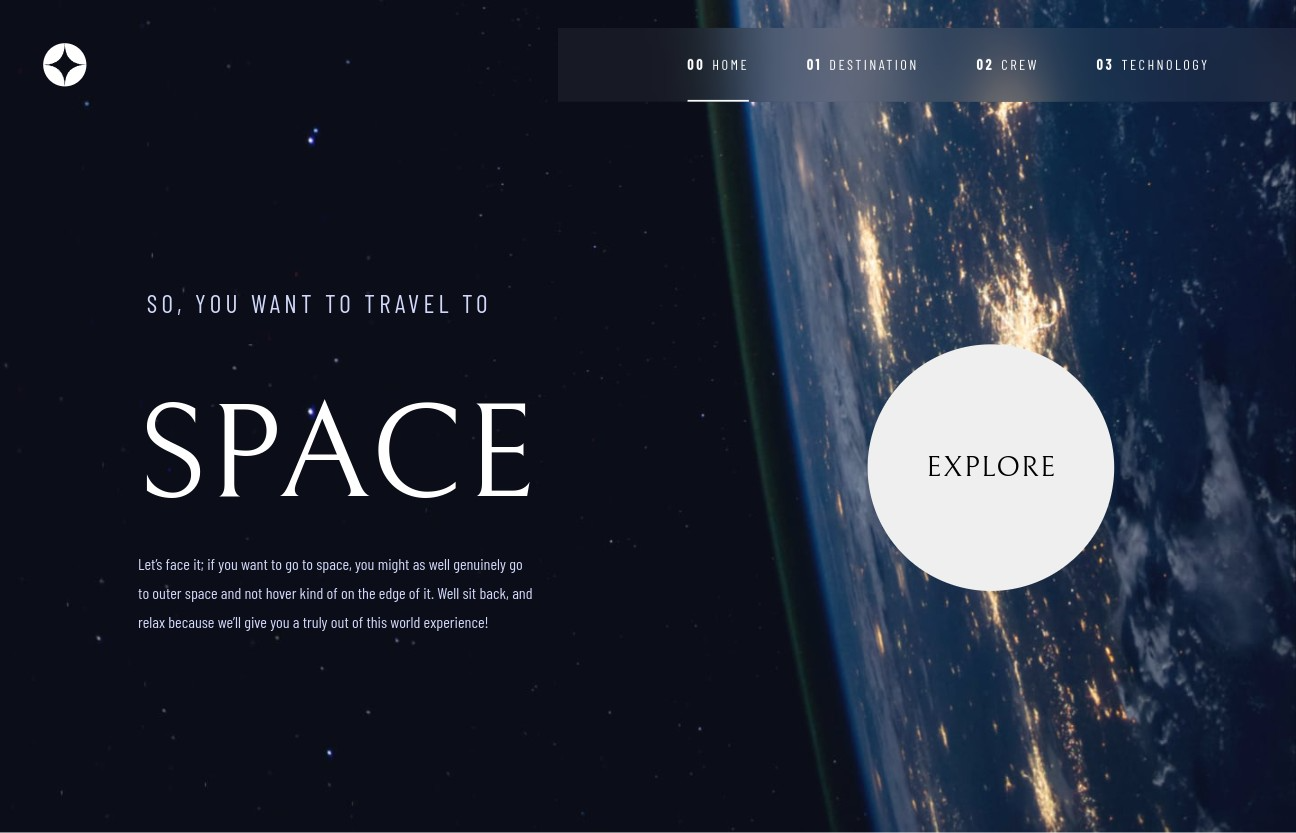 00 HOME 01 DESTINATION 02 CREW 03 TECHNOLOGY
SO, YOU WANT TO TRAVEL TO
SPACE
Let's face it; if you want to go to space, you might as well genuinely go
to outer space and not hover kind of on the edge of it. Well sit back, and
relax because we'll give you a truly out of this world experience!
EXPLORE